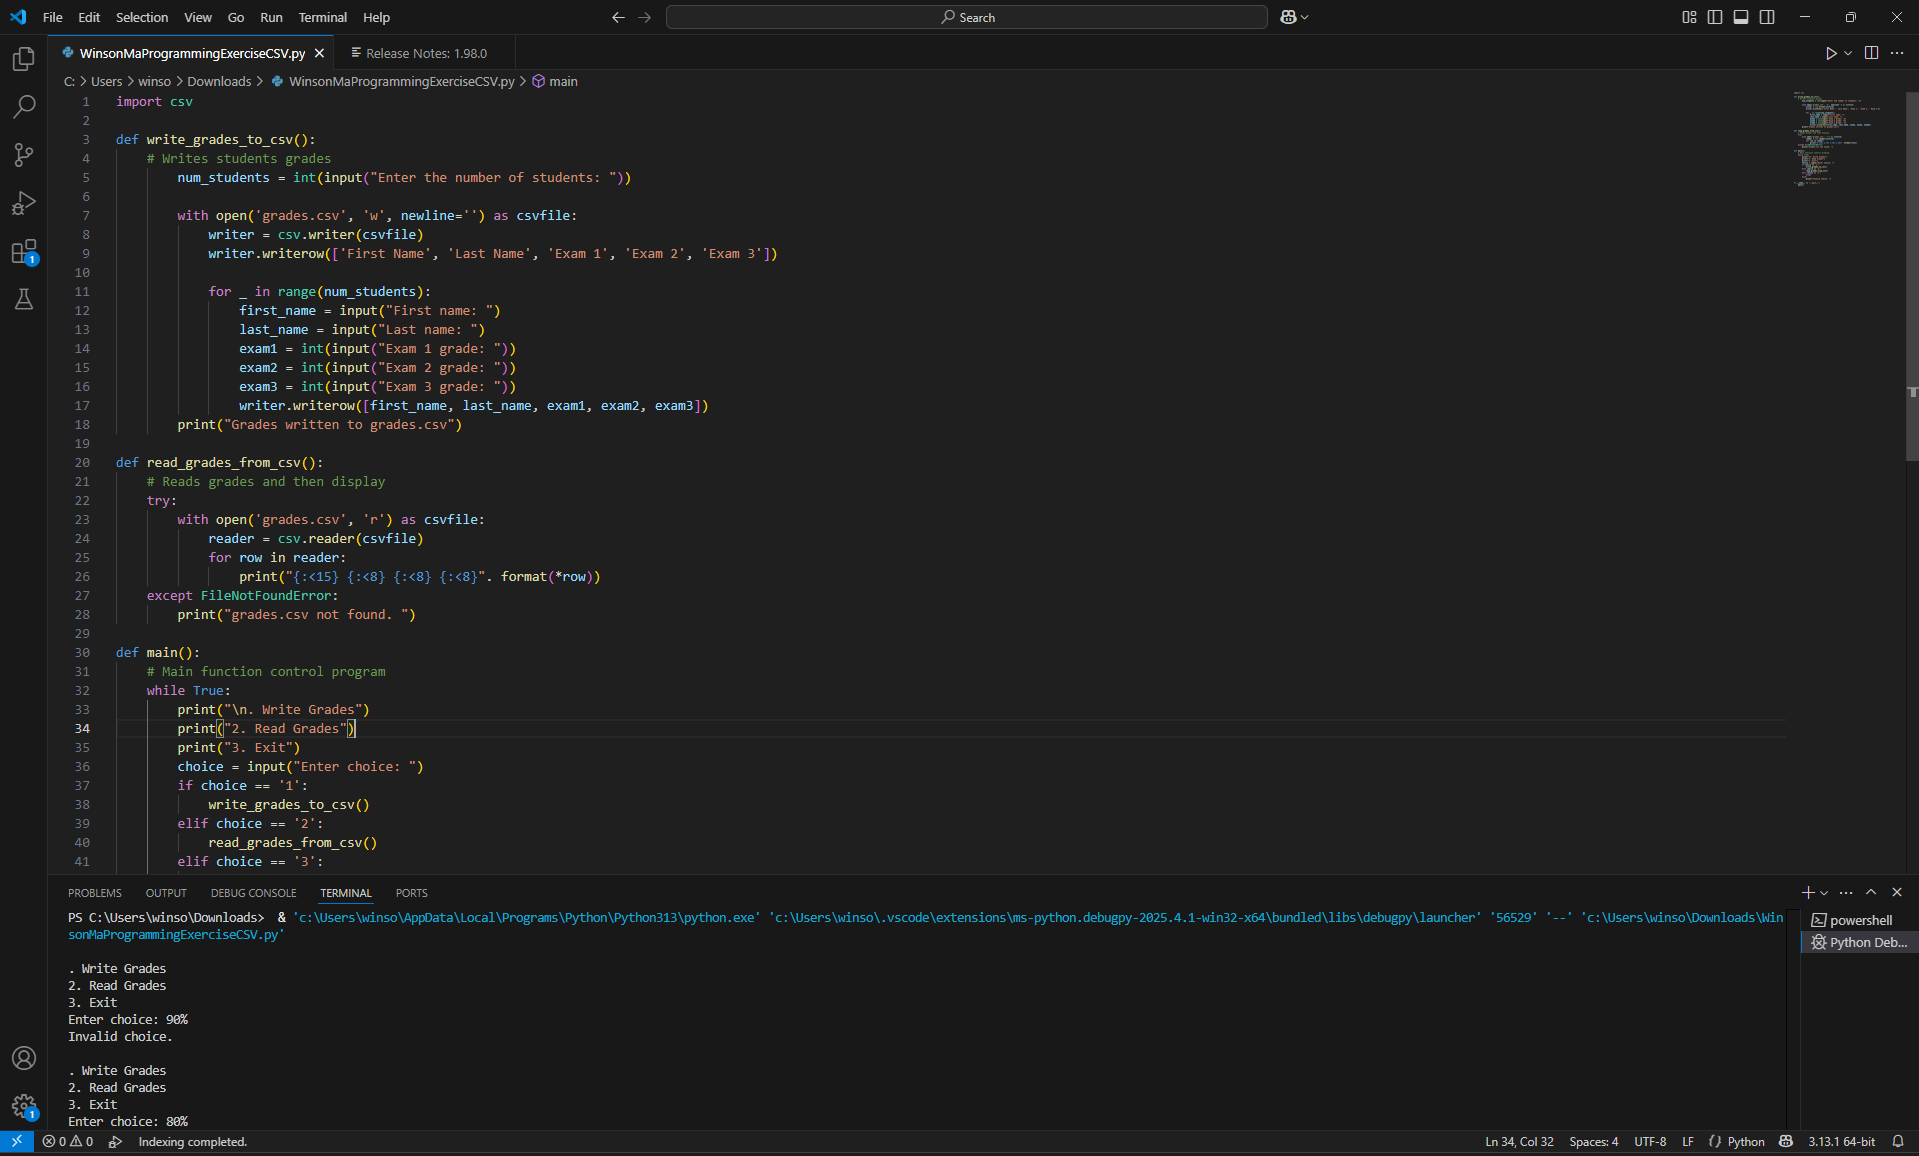 File Edit Selection View Go Run Terminal Help
Search
WinsonMaProgrammingExerciseCSV.py
Release Notes: 1.98.0
C: > Users > winso > Downloads > WinsonMaProgrammingExerciseCSV.py > main
1 import csv
2
3 def write_grades_to_csv():
4     # Writes students grades
5         num_students = int(input("Enter the number of students: "))
6
7         with open('grades.csv', 'w', newline='') as csvfile:
8             writer = csv.writer(csvfile)
9             writer.writerow(['First Name', 'Last Name', 'Exam 1', 'Exam 2', 'Exam 3'])
10
11             for _ in range(num_students):
12                 first_name = input("First name: ")
13                 last_name = input("Last name: ")
14                 exam1 = int(input("Exam 1 grade: "))
15                 exam2 = int(input("Exam 2 grade: "))
16                 exam3 = int(input("Exam 3 grade: "))
17                 writer.writerow([first_name, last_name, exam1, exam2, exam3])
18         print("Grades written to grades.csv")
19
20 def read_grades_from_csv():
21     # Reads grades and then display
22     try:
23         with open('grades.csv', 'r') as csvfile:
24             reader = csv.reader(csvfile)
25             for row in reader:
26                 print("{:<15} {:<8} {:<8} {:<8}". format(*row))
27     except FileNotFoundError:
28         print("grades.csv not found. ")
29
30 def main():
31     # Main function control program
32     while True:
33         print("\n. Write Grades")
34         print("2. Read Grades")
35         print("3. Exit")
36         choice = input("Enter choice: ")
37         if choice == '1':
38             write_grades_to_csv()
39         elif choice == '2':
40             read_grades_from_csv()
41         elif choice == '3':
PROBLEMS OUTPUT DEBUG CONSOLE TERMINAL PORTS
PS C:\Users\winso\Downloads>  & 'c:\Users\winso\AppData\Local\Programs\Python\Python313\python.exe' 'c:\Users\winso\.vscode\extensions\ms-python.debugpy-2025.4.1-win32-x64\bundled\libs\debugpy\launcher' '56529' '--' 'c:\Users\winso\Downloads\Win
sonMaProgrammingExerciseCSV.py'
powershell
Python Deb...
. Write Grades
2. Read Grades
3. Exit
Enter choice: 90%
Invalid choice.
. Write Grades
2. Read Grades
3. Exit
Enter choice: 80%
1
1
0 0 Indexing completed.
Ln 34, Col 32 Spaces: 4 UTF-8 LF {} Python 3.13.1 64-bit